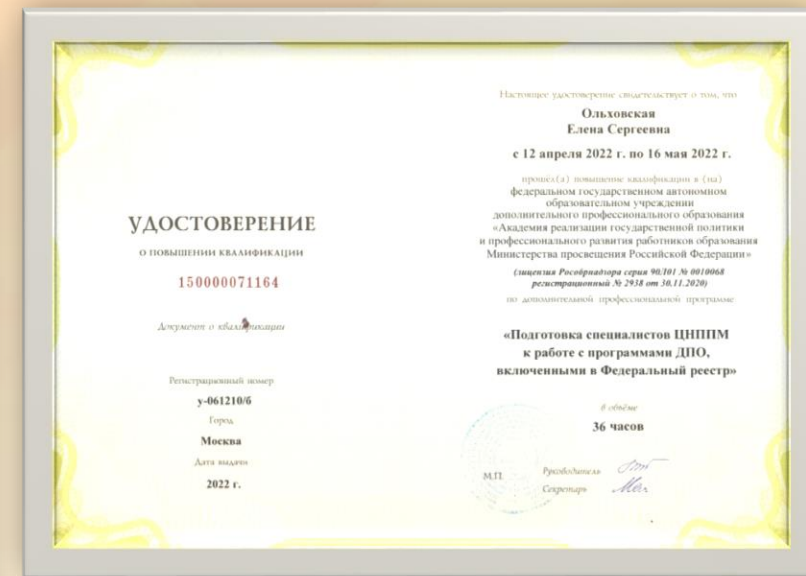 УДОСТОВЕРЕНИЕ
О ПОВЫШЕНИИ КВАЛИФИКАЦИИ
150000071164
Документ о квалификации
Регистрационный номер
у-061210/б
Город
Москва
Дата выдачи
2022 г.
Настоящее удостоверение свидетельствует о том, что
Ольховская
Елена Сергеевна
с 12 апреля 2022 г. по 16 мая 2022 г.
прошёл(а) повышение квалификации в (на)
федеральном государственном автономном
образовательном учреждении
дополнительного профессионального образования
«Академия реализации государственной политики
и профессионального развития работников образования
Министерства просвещения Российской Федерации»
(лицензия Рособрнадзора серия 90Л01 № 0010068
регистрационный № 2938 от 30.11.2020)
по дополнительной профессиональной программе
«Подготовка специалистов ЦНППМ
к работе с программами ДПО,
включенными в Федеральный реестр»
в объёме
36 часов
М.П.
Руководитель
Секретарь